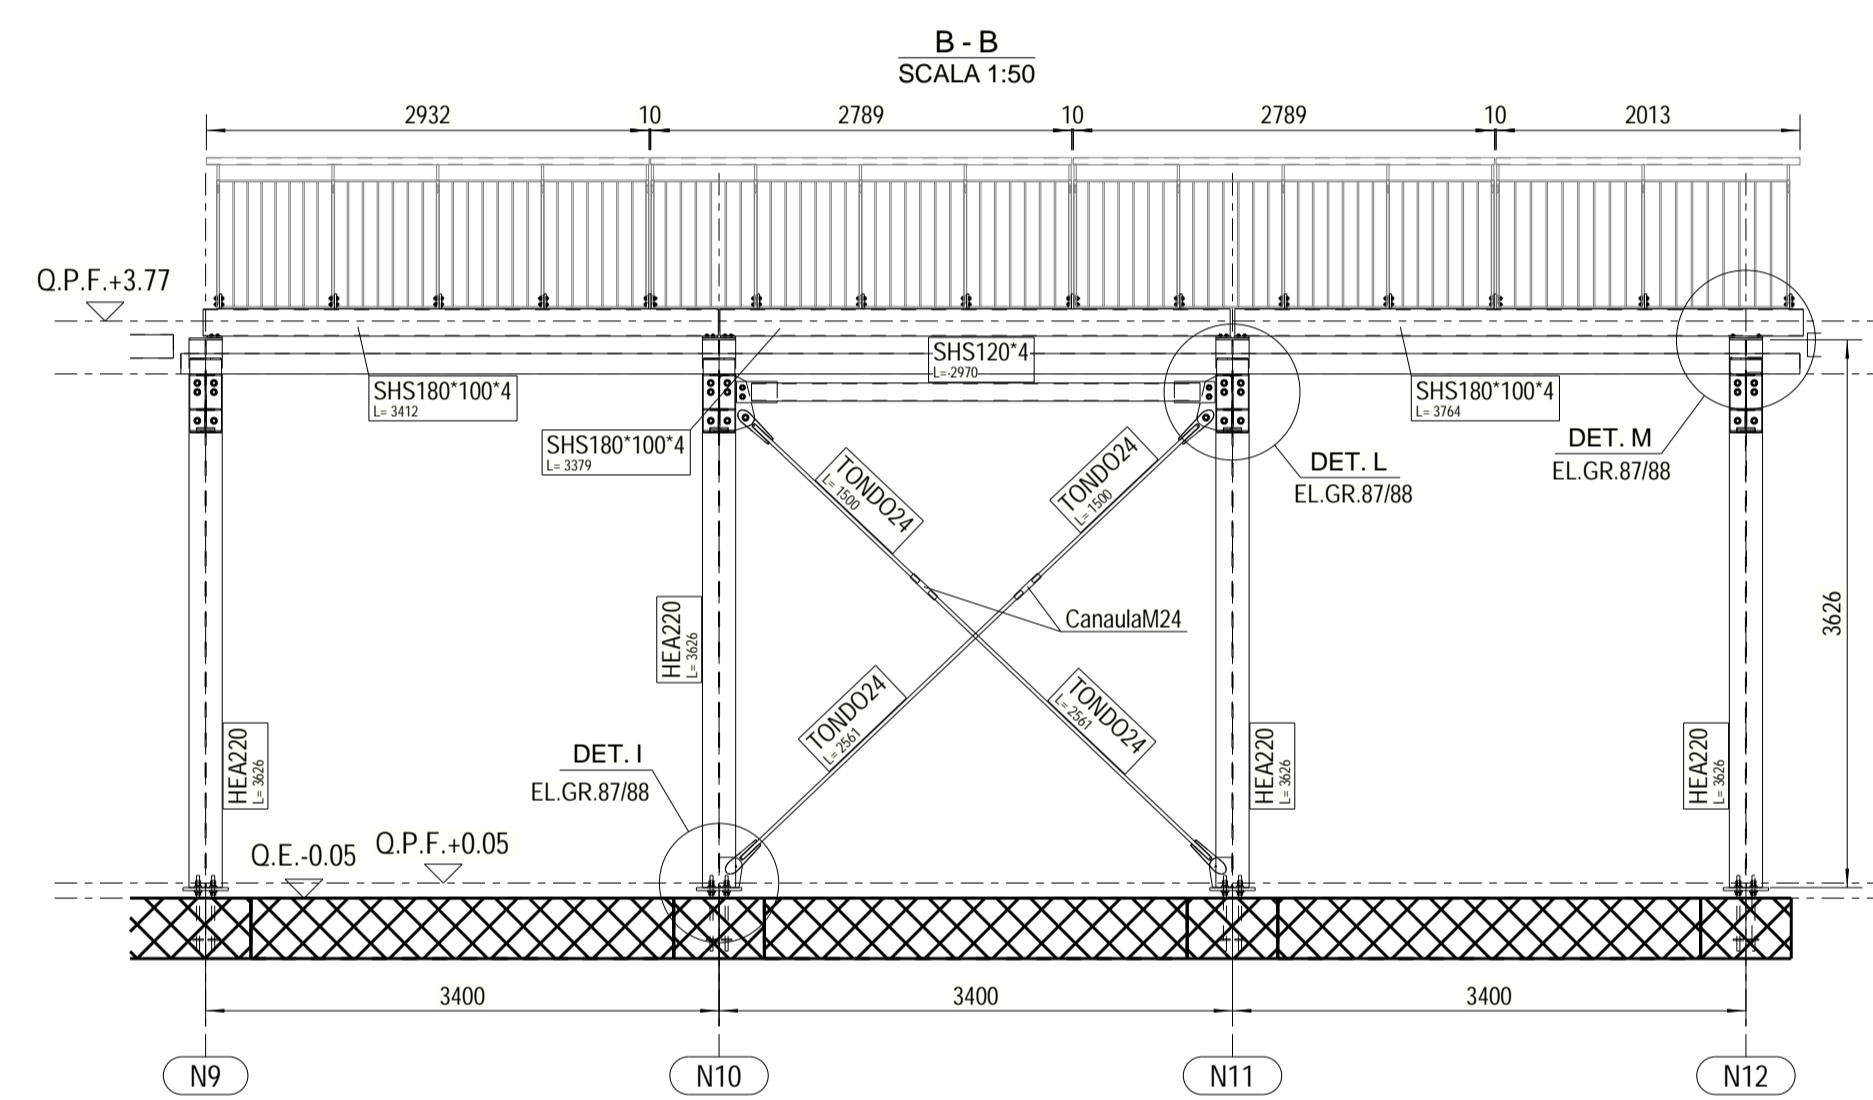 B - B
SCALA 1:50
2932
10
2789
10
2789
10
2013
Q.P.F.+3.77
SHS180*100*4
L= 3412
SHS180*100*4
L= 3379
SHS120*4
L= 2970
SHS180*100*4
L= 3764
DET. L
EL.GR.87/88
DET. M
EL.GR.87/88
TONDO24
L= 1500
TONDO24
L= 1500
CanaulaM24
TONDO24
L= 2561
TONDO24
L= 2561
HEA220
L= 3626
HEA220
L= 3626
HEA220
L= 3626
HEA220
L= 3626
3626
DET. I
EL.GR.87/88
Q.E.-0.05
Q.P.F.+0.05
3400
3400
3400
N9
N10
N11
N12